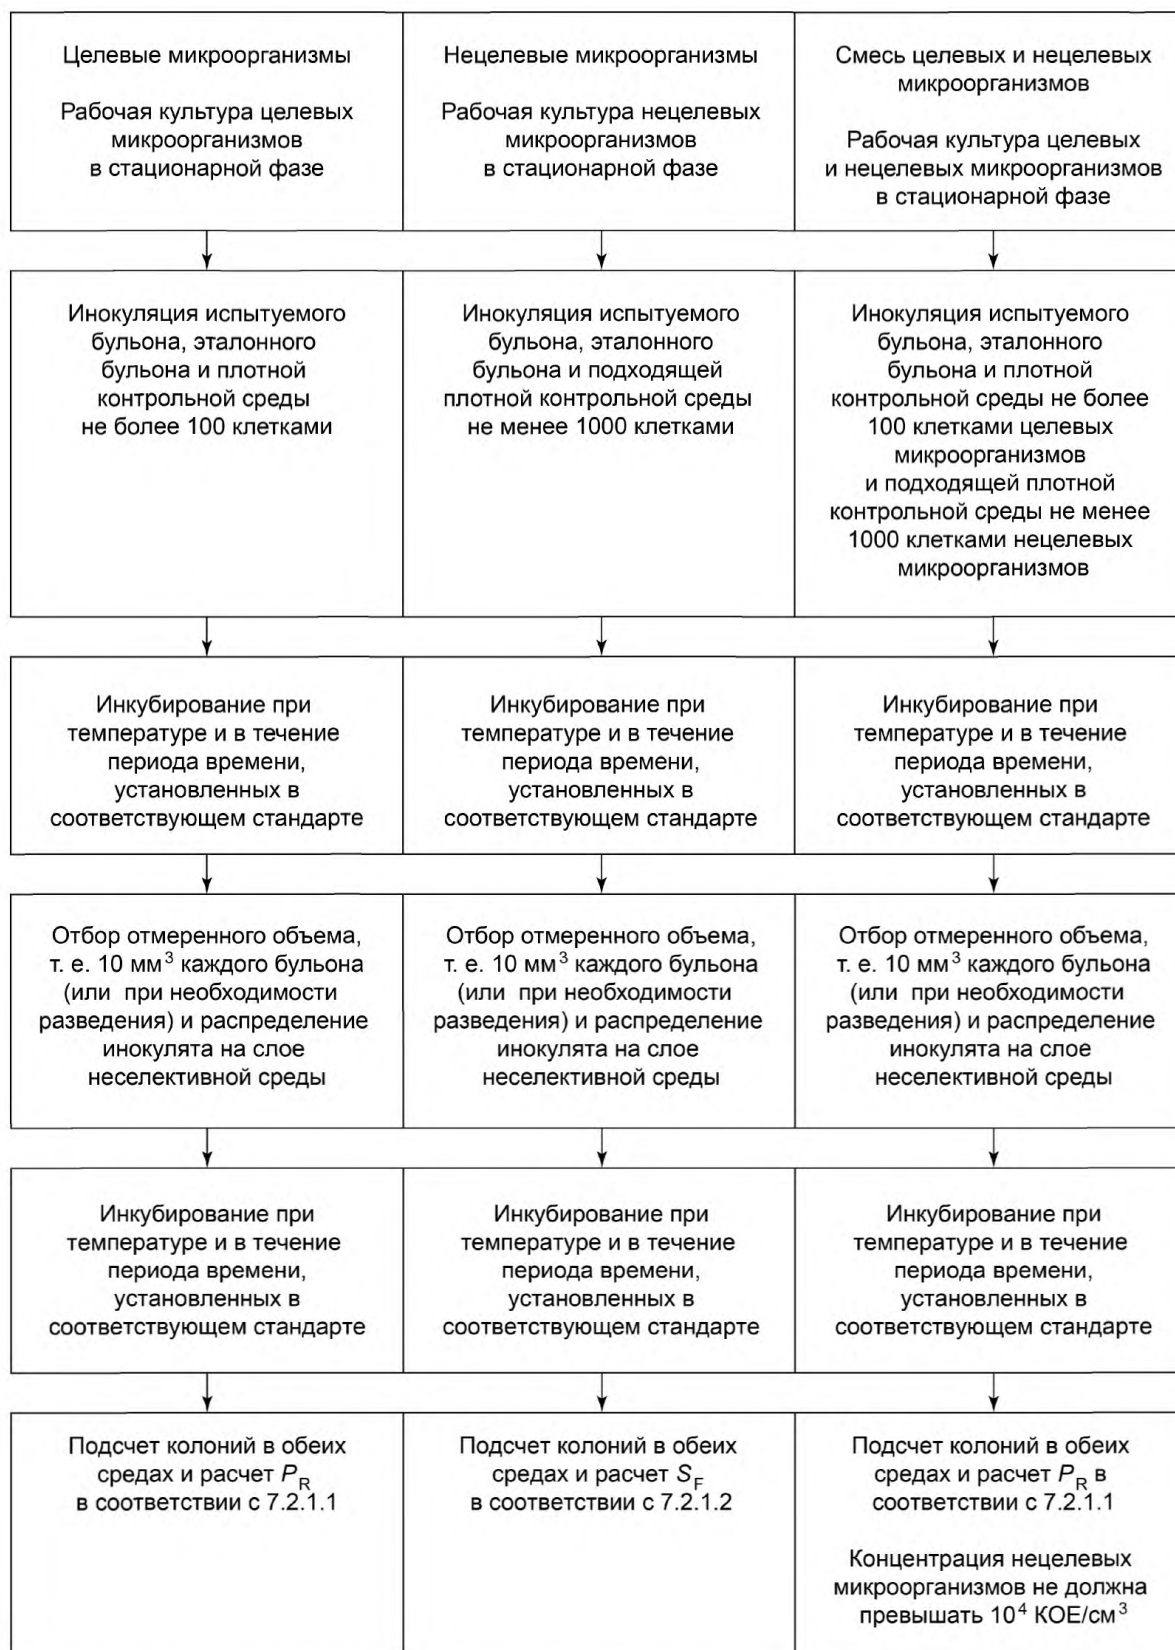 Целевые микроорганизмы
Рабочая культура целевых
микроорганизмов
в стационарной фазе
Нецелевые микроорганизмы
Рабочая культура нецелевых
микроорганизмов
в стационарной фазе
Смесь целевых и нецелевых
микроорганизмов
Рабочая культура целевых
и нецелевых микроорганизмов
в стационарной фазе
Инокуляция испытуемого
бульона, эталонного
бульона и плотной
контрольной среды
не более 100 клетками
Инокуляция испытуемого
бульона, эталонного
бульона и подходящей
плотной контрольной среды
не менее 1000 клетками
Инокуляция испытуемого
бульона, эталонного
бульона и плотной
контрольной среды не более
100 клетками целевых
микроорганизмов
и подходящей плотной
контрольной среды не менее
1000 клетками нецелевых
микроорганизмов
Инкубирование при
температуре и в течение
периода времени,
установленных в
соответствующем стандарте
Инкубирование при
температуре и в течение
периода времени,
установленных в
соответствующем стандарте
Инкубирование при
температуре и в течение
периода времени,
установленных в
соответствующем стандарте
Отбор отмеренного объема,
т. е. 10 мм³ каждого бульона
(или при необходимости
разведения) и распределение
инокулята на слое
неселективной среды
Отбор отмеренного объема,
т. е. 10 мм³ каждого бульона
(или при необходимости
разведения) и распределение
инокулята на слое
неселективной среды
Отбор отмеренного объема,
т. е. 10 мм³ каждого бульона
(или при необходимости
разведения) и распределение
инокулята на слое
неселективной среды
Инкубирование при
температуре и в течение
периода времени,
установленных в
соответствующем стандарте
Инкубирование при
температуре и в течение
периода времени,
установленных в
соответствующем стандарте
Инкубирование при
температуре и в течение
периода времени,
установленных в
соответствующем стандарте
Подсчет колоний в обеих
средах и расчет P_R
в соответствии с 7.2.1.1
Подсчет колоний в обеих
средах и расчет S_F
в соответствии с 7.2.1.2
Подсчет колоний в обеих
средах и расчет P_R в
соответствии с 7.2.1.1
Концентрация нецелевых
микроорганизмов не должна
превышать 10⁴ КОЕ/см³